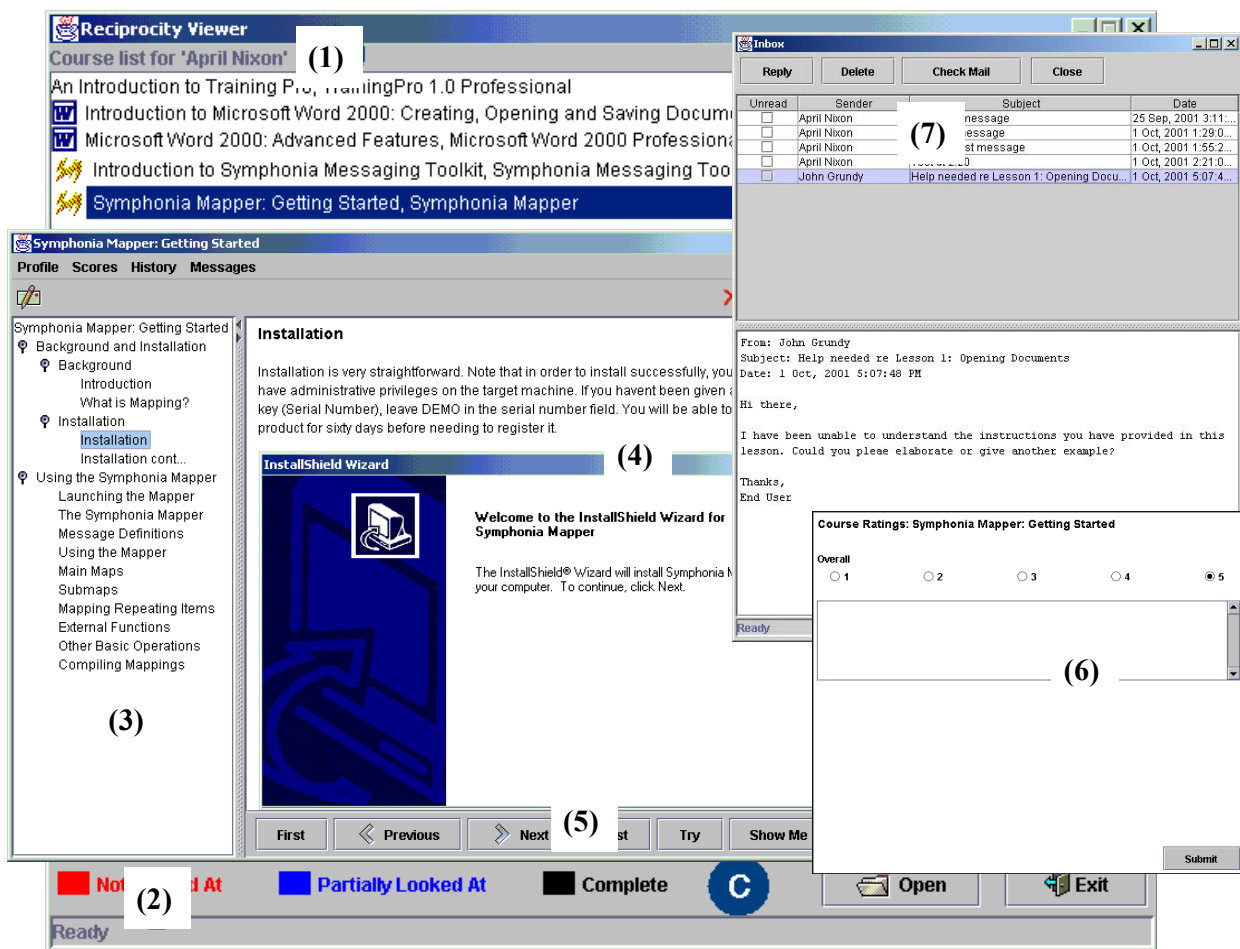 Reciprocity Viewer
Course list for 'April Nixon'
(1)
An Introduction to Training Pro, TrainingPro 1.0 Professional
Introduction to Microsoft Word 2000: Creating, Opening and Saving
Microsoft Word 2000: Advanced Features, Microsoft Word 2000
Introduction to Symphonia Messaging Toolkit, Symphonia Messaging
Symphonia Mapper: Getting Started, Symphonia Mapper
Inbox
Reply Delete Check Mail Close
Unread Sender Subject Date
April Nixon message 25 Sep, 2001 3:11:...
April Nixon 1 Oct, 2001 1:29:0...
April Nixon message 1 Oct, 2001 1:55:2...
April Nixon 1 Oct, 2001 2:21:0...
John Grundy Help needed re Lesson 1: Opening Docu... 1 Oct, 2001 5:07:4...
(7)
From: John Grundy
Subject: Help needed re Lesson 1: Opening Documents
Date: 1 Oct, 2001 5:07:48 PM
Hi there,
I have been unable to understand the instructions you have provided in this
lesson. Could you pleae elaborate or give another example?
Thanks,
End User
Ready
Symphonia Mapper: Getting Started
Profile Scores History Messages
Symphonia Mapper: Getting Started
Background and Installation
Background
Introduction
What is Mapping?
Installation
Installation
Installation cont...
Using the Symphonia Mapper
Launching the Mapper
The Symphonia Mapper
Message Definitions
Using the Mapper
Main Maps
Submaps
Mapping Repeating Items
External Functions
Other Basic Operations
Compiling Mappings
(3)
Installation
Installation is very straightforward. Note that in order to install successfully, you
have administrative privileges on the target machine. If you havent been given
key (Serial Number), leave DEMO in the serial number field. You will be able to
product for sixty days before needing to register it.
(4)
InstallShield Wizard
Welcome to the InstallShield Wizard for
Symphonia Mapper
The InstallShield® Wizard will install Symphonia
your computer. To continue, click Next.
First Previous Next (5) Try Show Me
Course Ratings: Symphonia Mapper: Getting Started
Overall
1 2 3 4 5
(6)
Submit
Not At Partially Looked At Complete C Open Exit
(2)
Ready